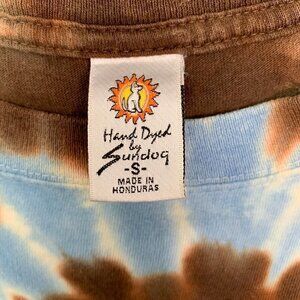 Hand Dyed
by
Sundog
-S-
MADE IN
HONDURAS